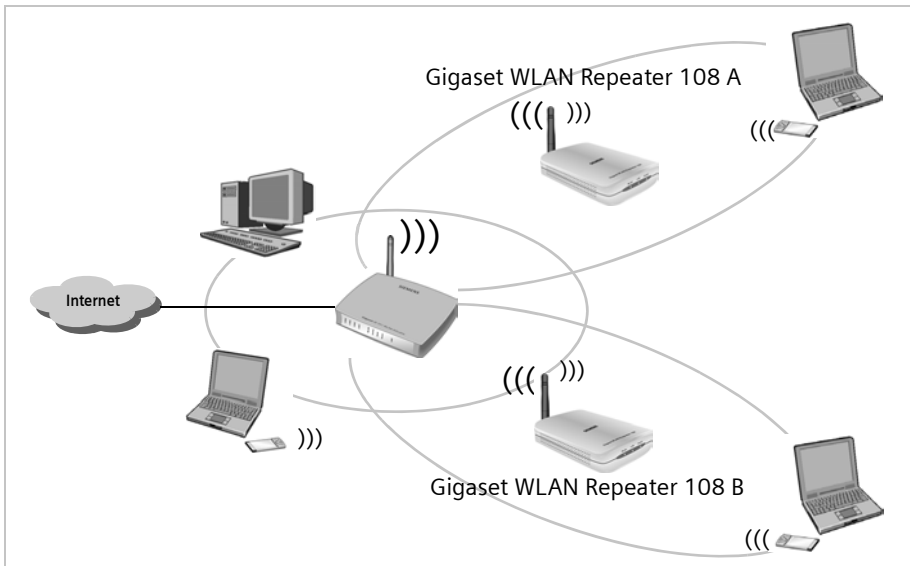 Gigaset WLAN Repeater 108 A
Internet
Gigaset WLAN Repeater 108 B